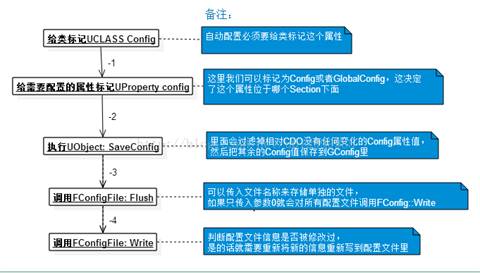 备注：
给类标记UCLASS Config
自动配置必须要给类标记这个属性
-1
给需要配置的属性标记UProperty config
这里我们可以标记为Config或者GlobalConfig，这决定
了这个属性位于哪个Section下面
-2
执行UObject: SaveConfig
里面会过滤掉相对CDO没有任何变化的Config属性值，
然后把其余的Config值保存到GConfig里
-3
调用FConfigFile: Flush
可以传入文件名称来存储单独的文件，
如果只传入参数0就会对所有配置文件调用FConfig::Write
-4
调用FConfigFile: Write
判断配置文件信息是否被修改过，
是的话就需要重新将新的信息重新写到配置文件里